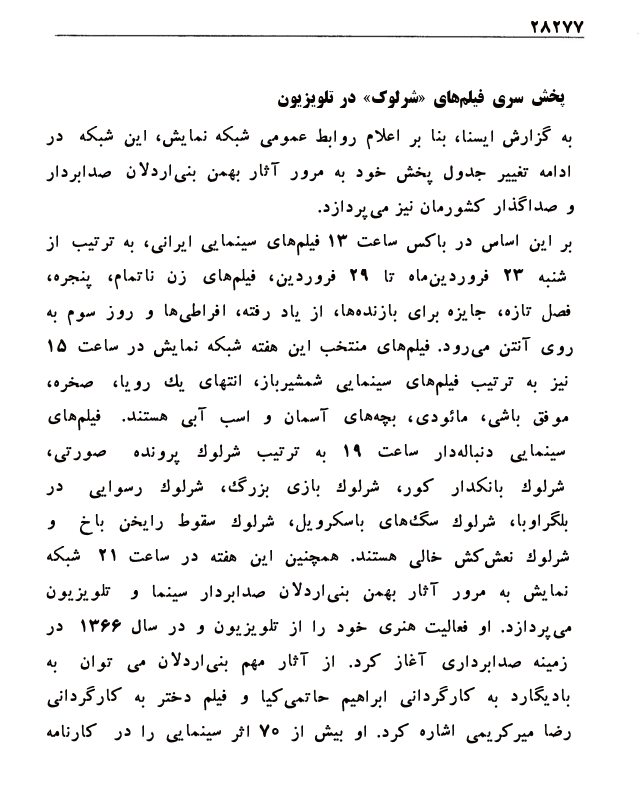 ۲۸۲۷۷
پخش سری فیلم‌های «شرلوک» در تلویزیون
به گزارش ایسنا، بنا بر اعلام روابط عمومی شبکه نمایش، این شبکه در
ادامه تغییر جدول پخش خود به مرور آثار بهمن بنی‌اردلان صدابردار
و صداگذار کشورمان نیز می‌پردازد.
بر این اساس در باکس ساعت ۱۳ فیلم‌های سینمایی ایرانی، به ترتیب از
شنبه ۲۳ فروردین‌ماه تا ۲۹ فروردین، فیلم‌های زن ناتمام، پنجره،
فصل تازه، جایزه برای بازنده‌ها، از یاد رفته، افراطی‌ها و روز سوم به
روی آنتن می‌رود. فیلم‌های منتخب این هفته شبکه نمایش در ساعت ۱۵
نیز به ترتیب فیلم‌های سینمایی شمشیرباز، انتهای یك رویا، صخره،
موفق باشی، مائودی، بچه‌های آسمان و اسب آبی هستند. فیلم‌های
سینمایی دنباله‌دار ساعت ۱۹ به ترتیب شرلوك پرونده صورتی،
شرلوك بانکدار کور، شرلوك بازی بزرگ، شرلوك رسوایی در
بلگراویا، شرلوك سگ‌های باسکرویل، شرلوك سقوط رایخن باخ و
شرلوك نعش‌کش خالی هستند. همچنین این هفته در ساعت ۲۱ شبکه
نمایش به مرور آثار بهمن بنی‌اردلان صدابردار سینما و تلویزیون
می‌پردازد. او فعالیت هنری خود را از تلویزیون و در سال ۱۳۶۶ در
زمینه صدابرداری آغاز کرد. از آثار مهم بنی‌اردلان می توان به
بادیگارد به کارگردانی ابراهیم حاتمی‌کیا و فیلم دختر به کارگردانی
رضا میرکریمی اشاره کرد. او بیش از ۷۰ اثر سینمایی را در کارنامه